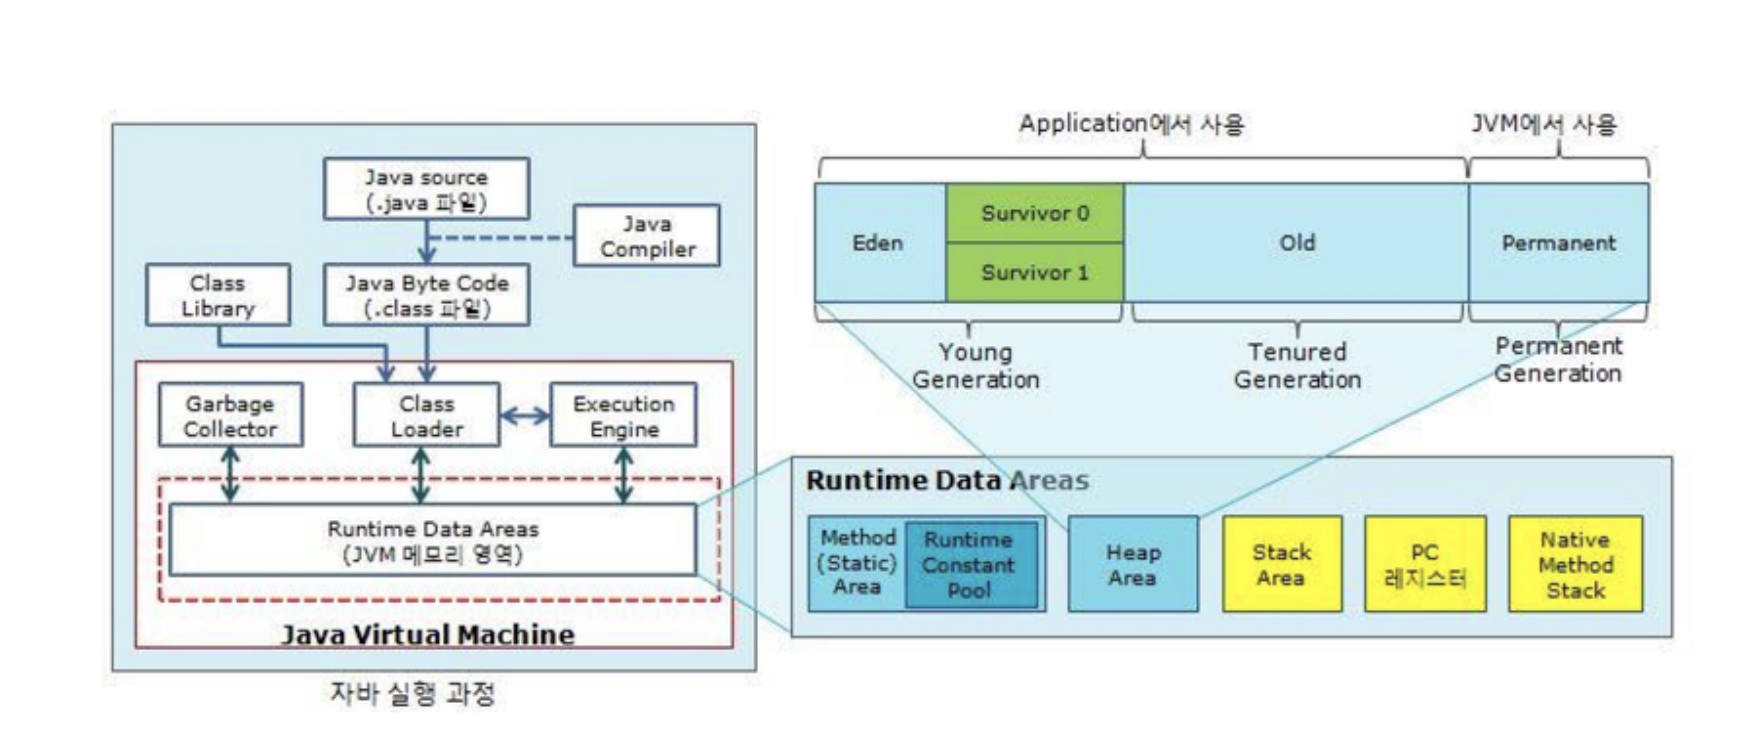 Java source
(.java 파일)
Java
Compiler
Class
Library
Java Byte Code
(.class 파일)
Garbage
Collector
Class
Loader
Execution
Engine
Runtime Data Areas
(JVM 메모리 영역)
Java Virtual Machine
자바 실행 과정
Application에서 사용
JVM에서 사용
Eden
Survivor 0
Survivor 1
Old
Permanent
Young
Generation
Tenured
Generation
Permanent
Generation
Runtime Data Areas
Method
(Static)
Area
Runtime
Constant
Pool
Heap
Area
Stack
Area
PC
레지스터
Native
Method
Stack